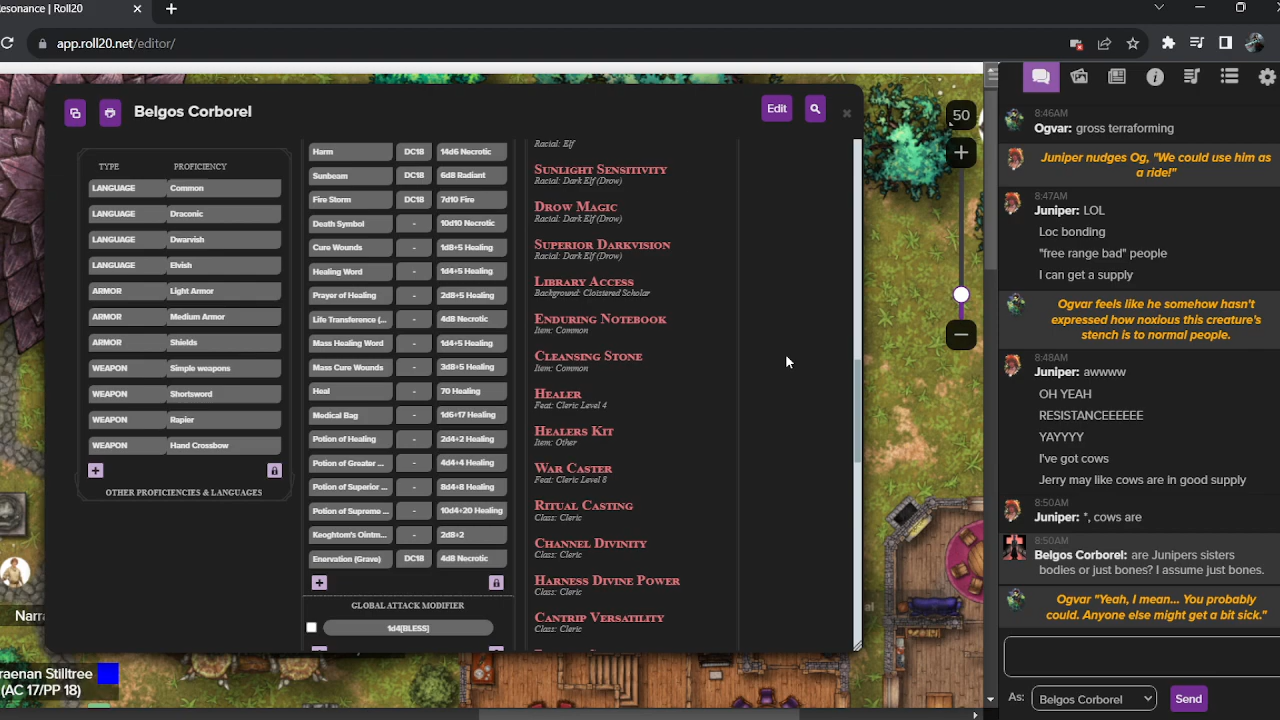 esonance | Roll20
app.roll20.net/editor/
Belgos Corborel
Edit
TYPE PROFICIENCY
LANGUAGE Common
LANGUAGE Draconic
LANGUAGE Dwarvish
LANGUAGE Elvish
ARMOR Light Armor
ARMOR Medium Armor
ARMOR Shields
WEAPON Simple weapons
WEAPON Shortsword
WEAPON Rapier
WEAPON Hand Crossbow
OTHER PROFICIENCIES & LANGUAGES
Harm DC18 14d6 Necrotic
Sunbeam DC18 6d8 Radiant
Fire Storm DC18 7d10 Fire
Death Symbol - 10d10 Necrotic
Cure Wounds - 1d8+5 Healing
Healing Word - 1d4+5 Healing
Prayer of Healing - 2d8+5 Healing
Life Transference (... - 4d8 Necrotic
Mass Healing Word - 1d4+5 Healing
Mass Cure Wounds - 3d8+5 Healing
Heal - 70 Healing
Medical Bag - 1d6+17 Healing
Potion of Healing - 2d4+2 Healing
Potion of Greater ... - 4d4+4 Healing
Potion of Superior ... - 8d4+8 Healing
Potion of Supreme ... - 10d4+20 Healing
Keoghtom's Ointm... - 2d8+2
Enervation (Grave) DC18 4d8 Necrotic
GLOBAL ATTACK MODIFIER
1d4[BLESS]
Racial: Elf
SUNLIGHT SENSITIVITY
Racial: Dark Elf (Drow)
DROW MAGIC
Racial: Dark Elf (Drow)
SUPERIOR DARKVISION
Racial: Dark Elf (Drow)
LIBRARY ACCESS
Background: Cloistered Scholar
ENDURING NOTEBOOK
Item: Common
CLEANSING STONE
Item: Common
HEALER
Feat: Cleric Level 4
HEALERS KIT
Item: Other
WAR CASTER
Feat: Cleric Level 8
RITUAL CASTING
Class: Cleric
CHANNEL DIVINITY
Class: Cleric
HARNESS DIVINE POWER
Class: Cleric
CANTRIP VERSATILITY
Class: Cleric
50
Narra
raenan Stilltree
(AC 17/PP 18)
8:46AM
Ogvar: gross terraforming
Juniper nudges Og, "We could use him as
a ride!"
8:47AM
Juniper: LOL
Loc bonding
"free range bad" people
I can get a supply
Ogvar feels like he somehow hasn't
expressed how noxious this creature's
stench is to normal people.
8:48AM
Juniper: awwww
OH YEAH
RESISTANCEEEEEE
YAYYYY
I've got cows
Jerry may like cows are in good supply
8:50AM
Juniper: *, cows are
8:50AM
Belgos Corborel: are Junipers sisters
bodies or just bones? I assume just bones.
Ogvar "Yeah, I mean... You probably
could. Anyone else might get a bit sick."
As: Belgos Corborel Send